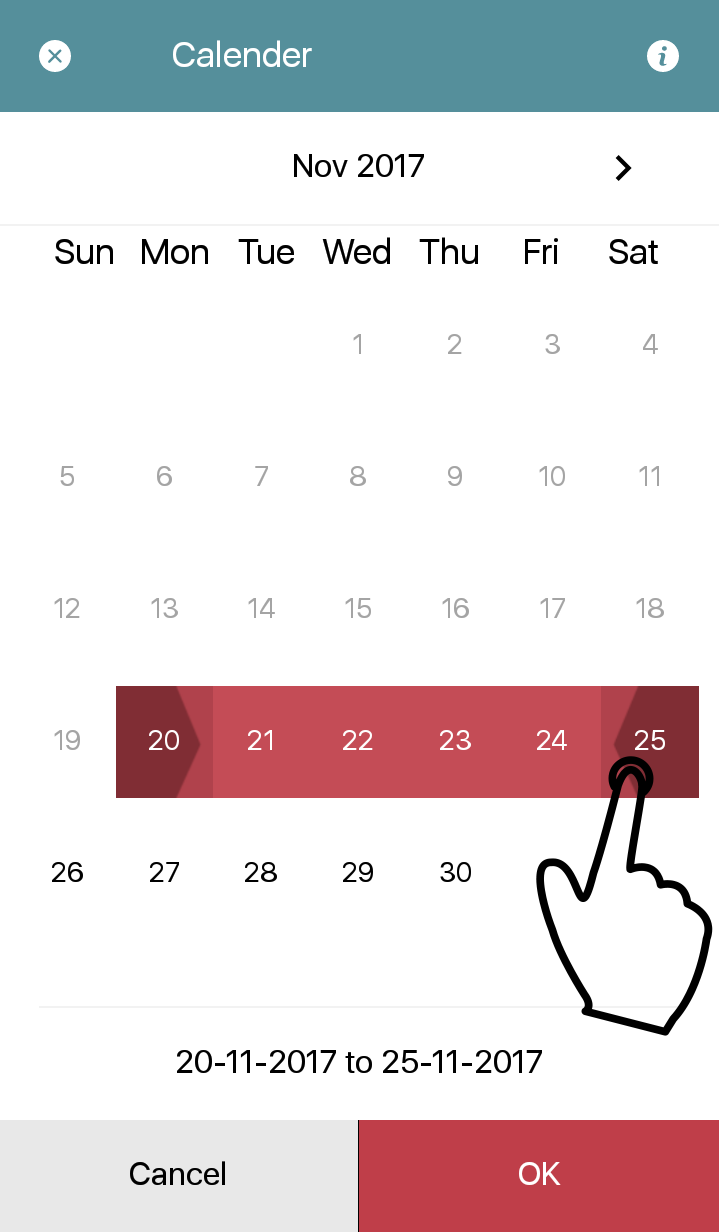 Calender
Nov 2017
Sun Mon Tue Wed Thu Fri Sat
1 2 3 4
5 6 7 8 9 10 11
12 13 14 15 16 17 18
19 20 21 22 23 24 25
26 27 28 29 30
20-11-2017 to 25-11-2017
Cancel OK